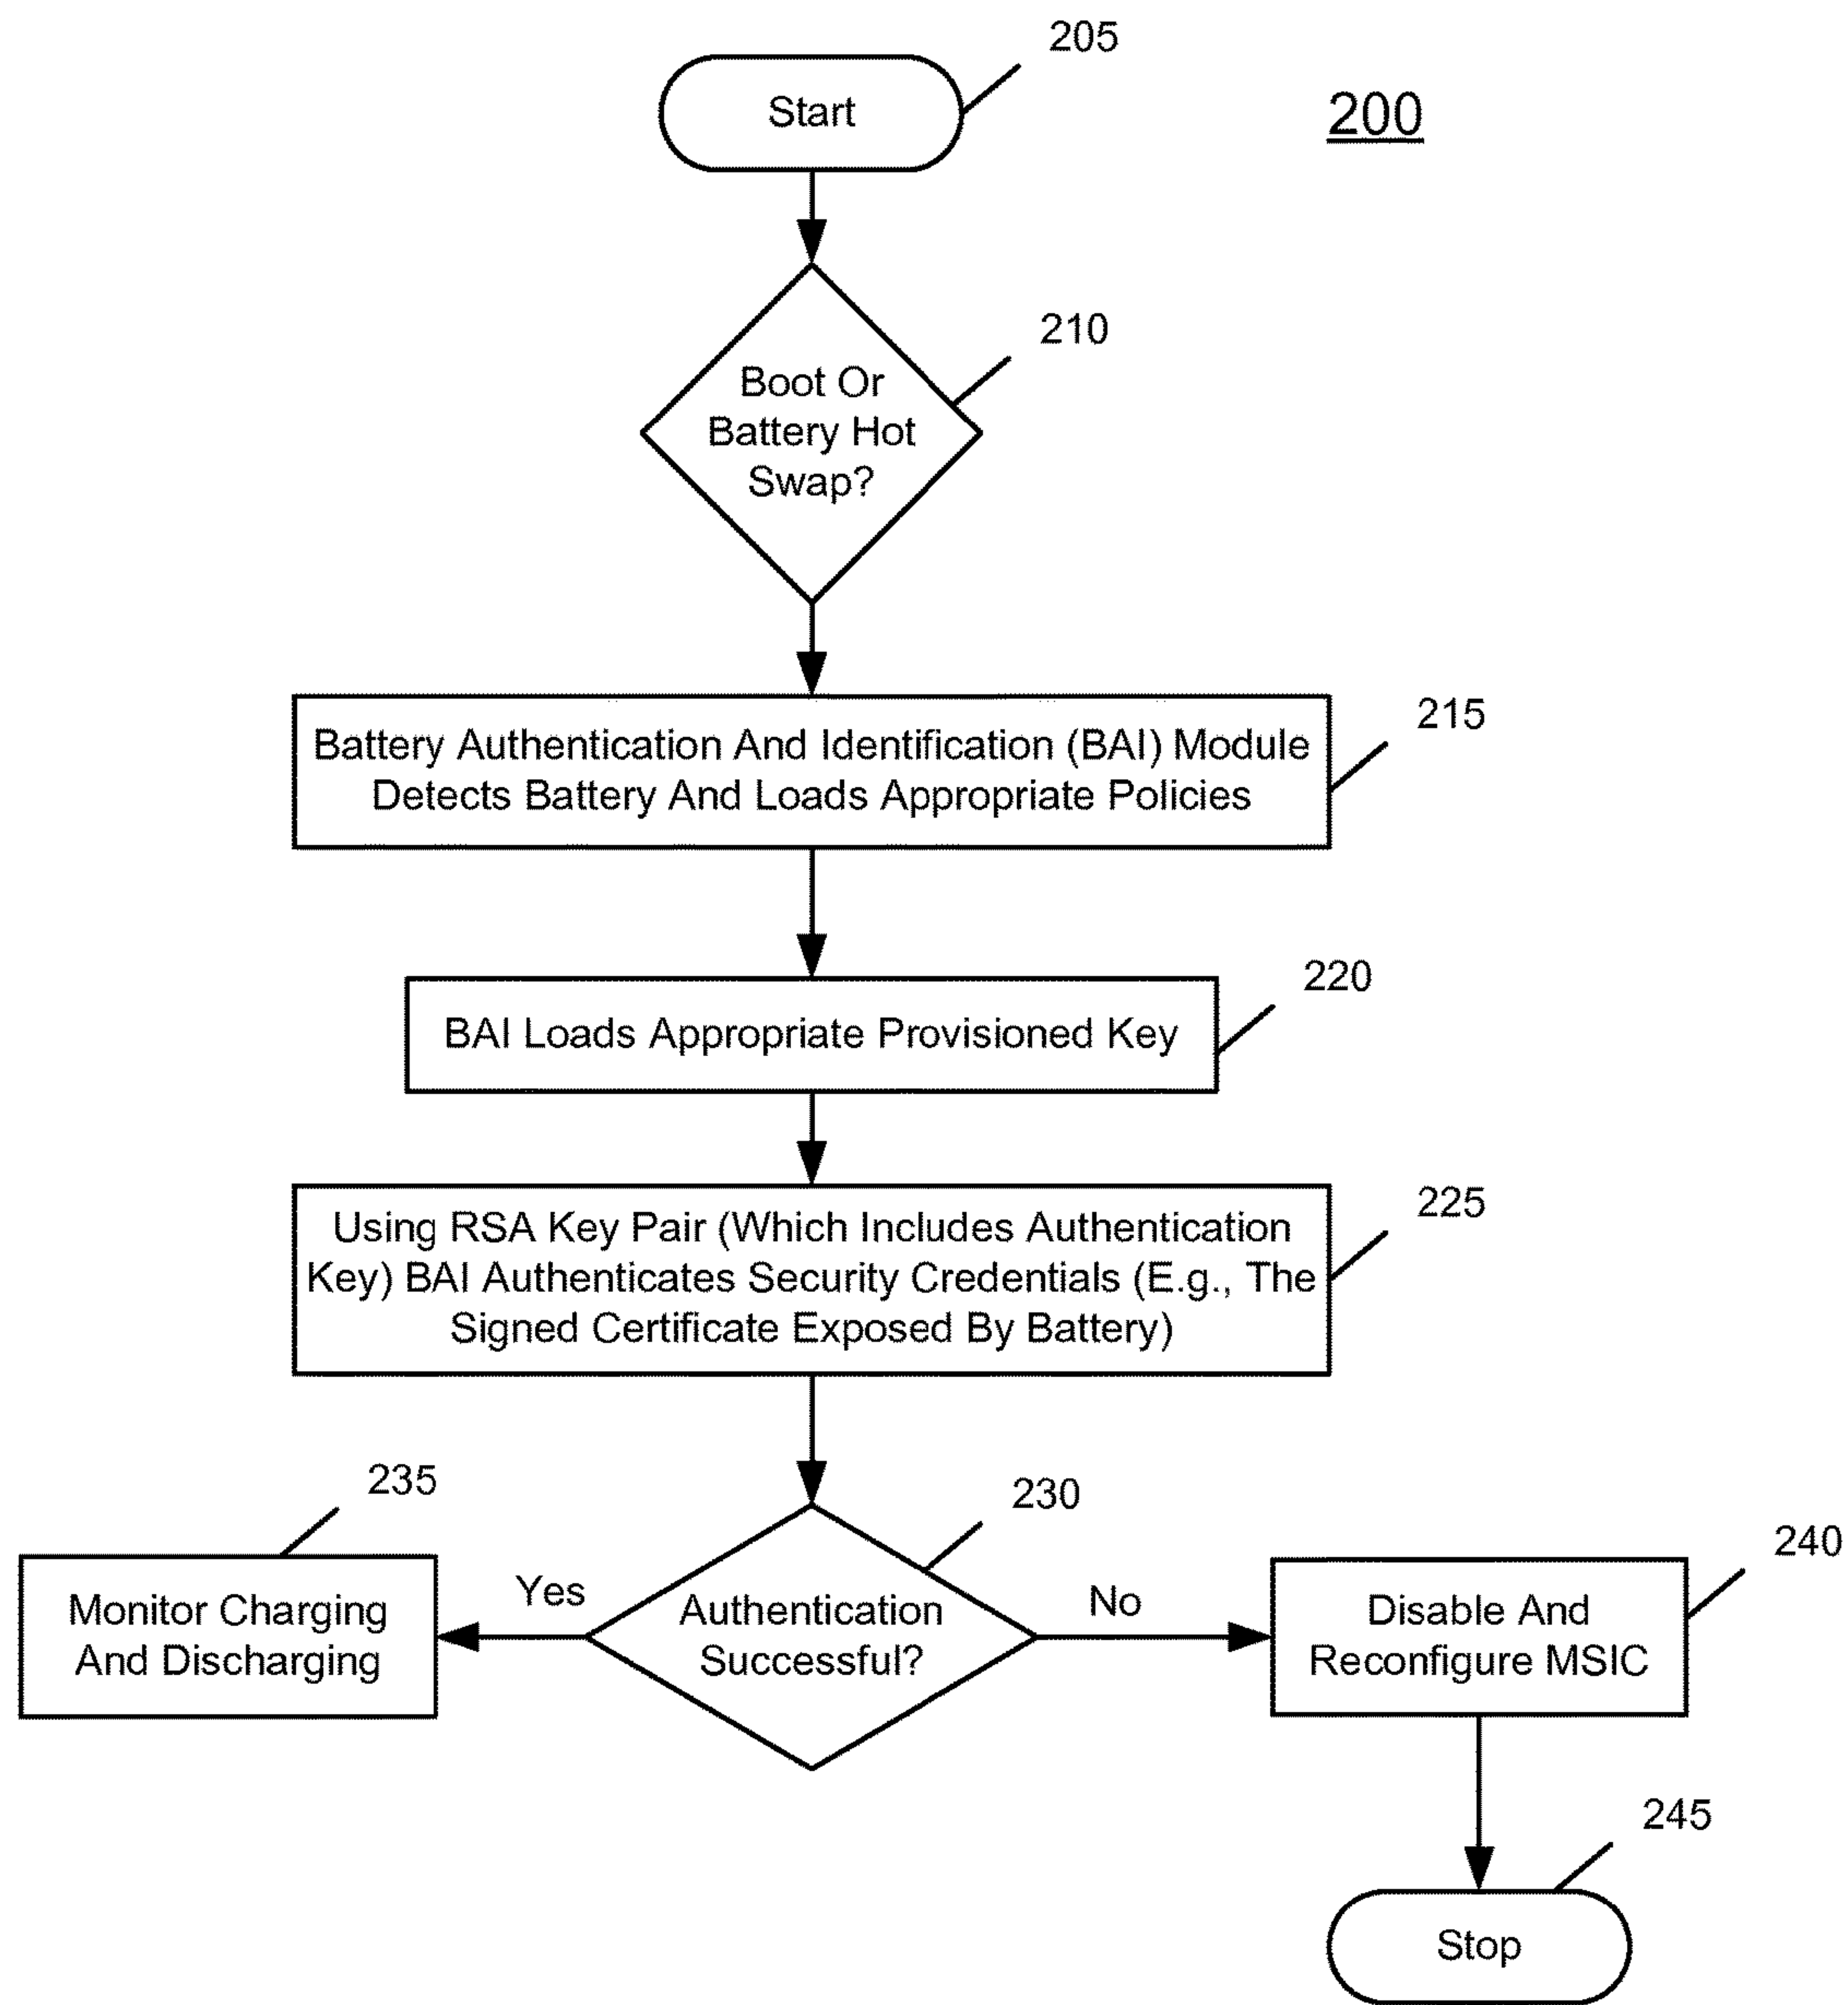 205
Start
200
210
Boot Or
Battery Hot
Swap?
215
Battery Authentication And Identification (BAI) Module
Detects Battery And Loads Appropriate Policies
220
BAI Loads Appropriate Provisioned Key
225
Using RSA Key Pair (Which Includes Authentication
Key) BAI Authenticates Security Credentials (E.g., The
Signed Certificate Exposed By Battery)
235
230
240
Yes
No
Monitor Charging
And Discharging
Authentication
Successful?
Disable And
Reconfigure MSIC
245
Stop